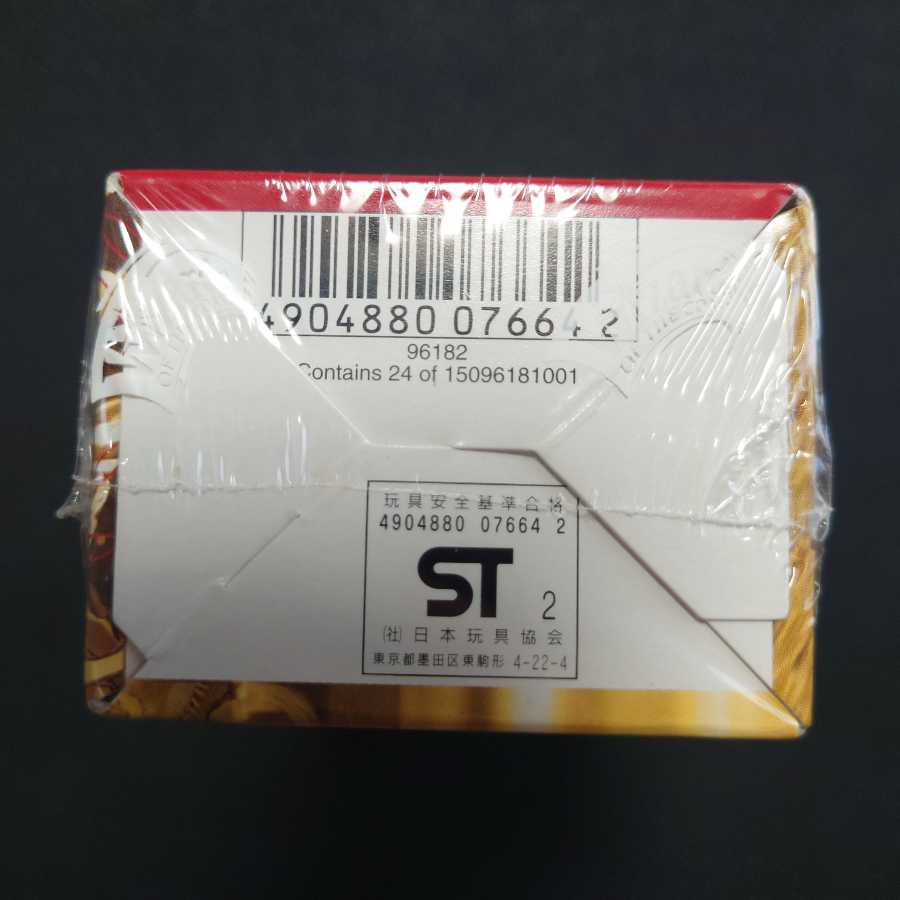 4904880 07664 2
96182
Contains 24 of 15096181001
玩具安全基準合格
4904880 07664 2
ST 2
(社)日本玩具協会
東京都墨田区東駒形 4-22-4